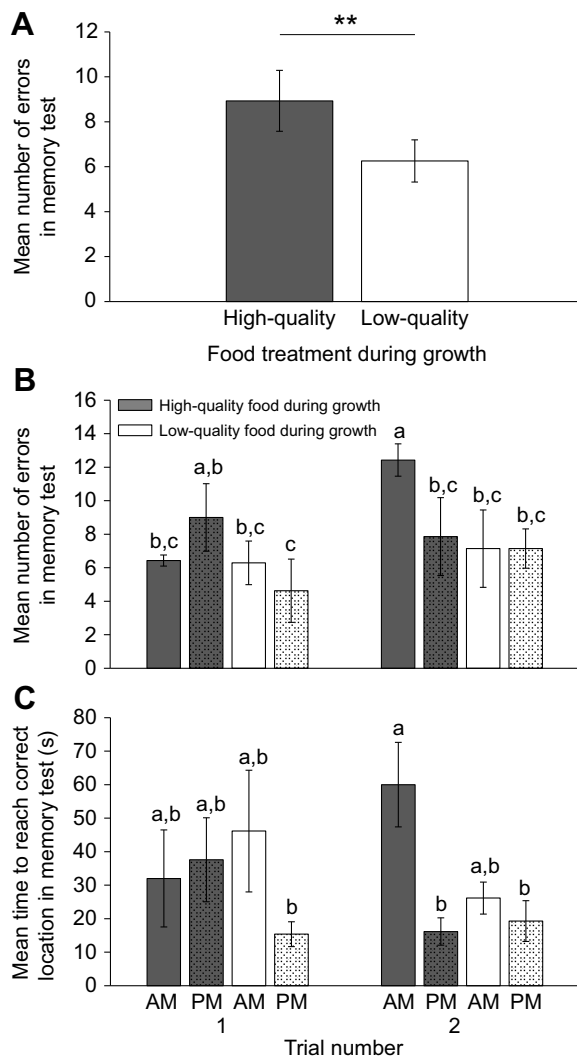 A
**
Mean number of errors
in memory test
12
10
8
6
4
2
0
High-quality Low-quality
Food treatment during growth
B
High-quality food during growth
Low-quality food during growth
Mean number of errors
in memory test
16
14
12
10
8
6
4
2
0
b,c a,b b,c c a b,c b,c b,c
C
Mean time to reach correct
location in memory test (s)
80
70
60
50
40
30
20
10
0
a,b a,b a,b b a b a,b b
AM PM AM PM AM PM AM PM
1 2
Trial number